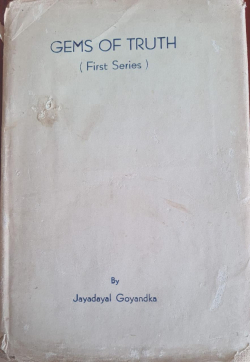 GEMS OF TRUTH
( First Series )
By
Jayadayal Goyandka